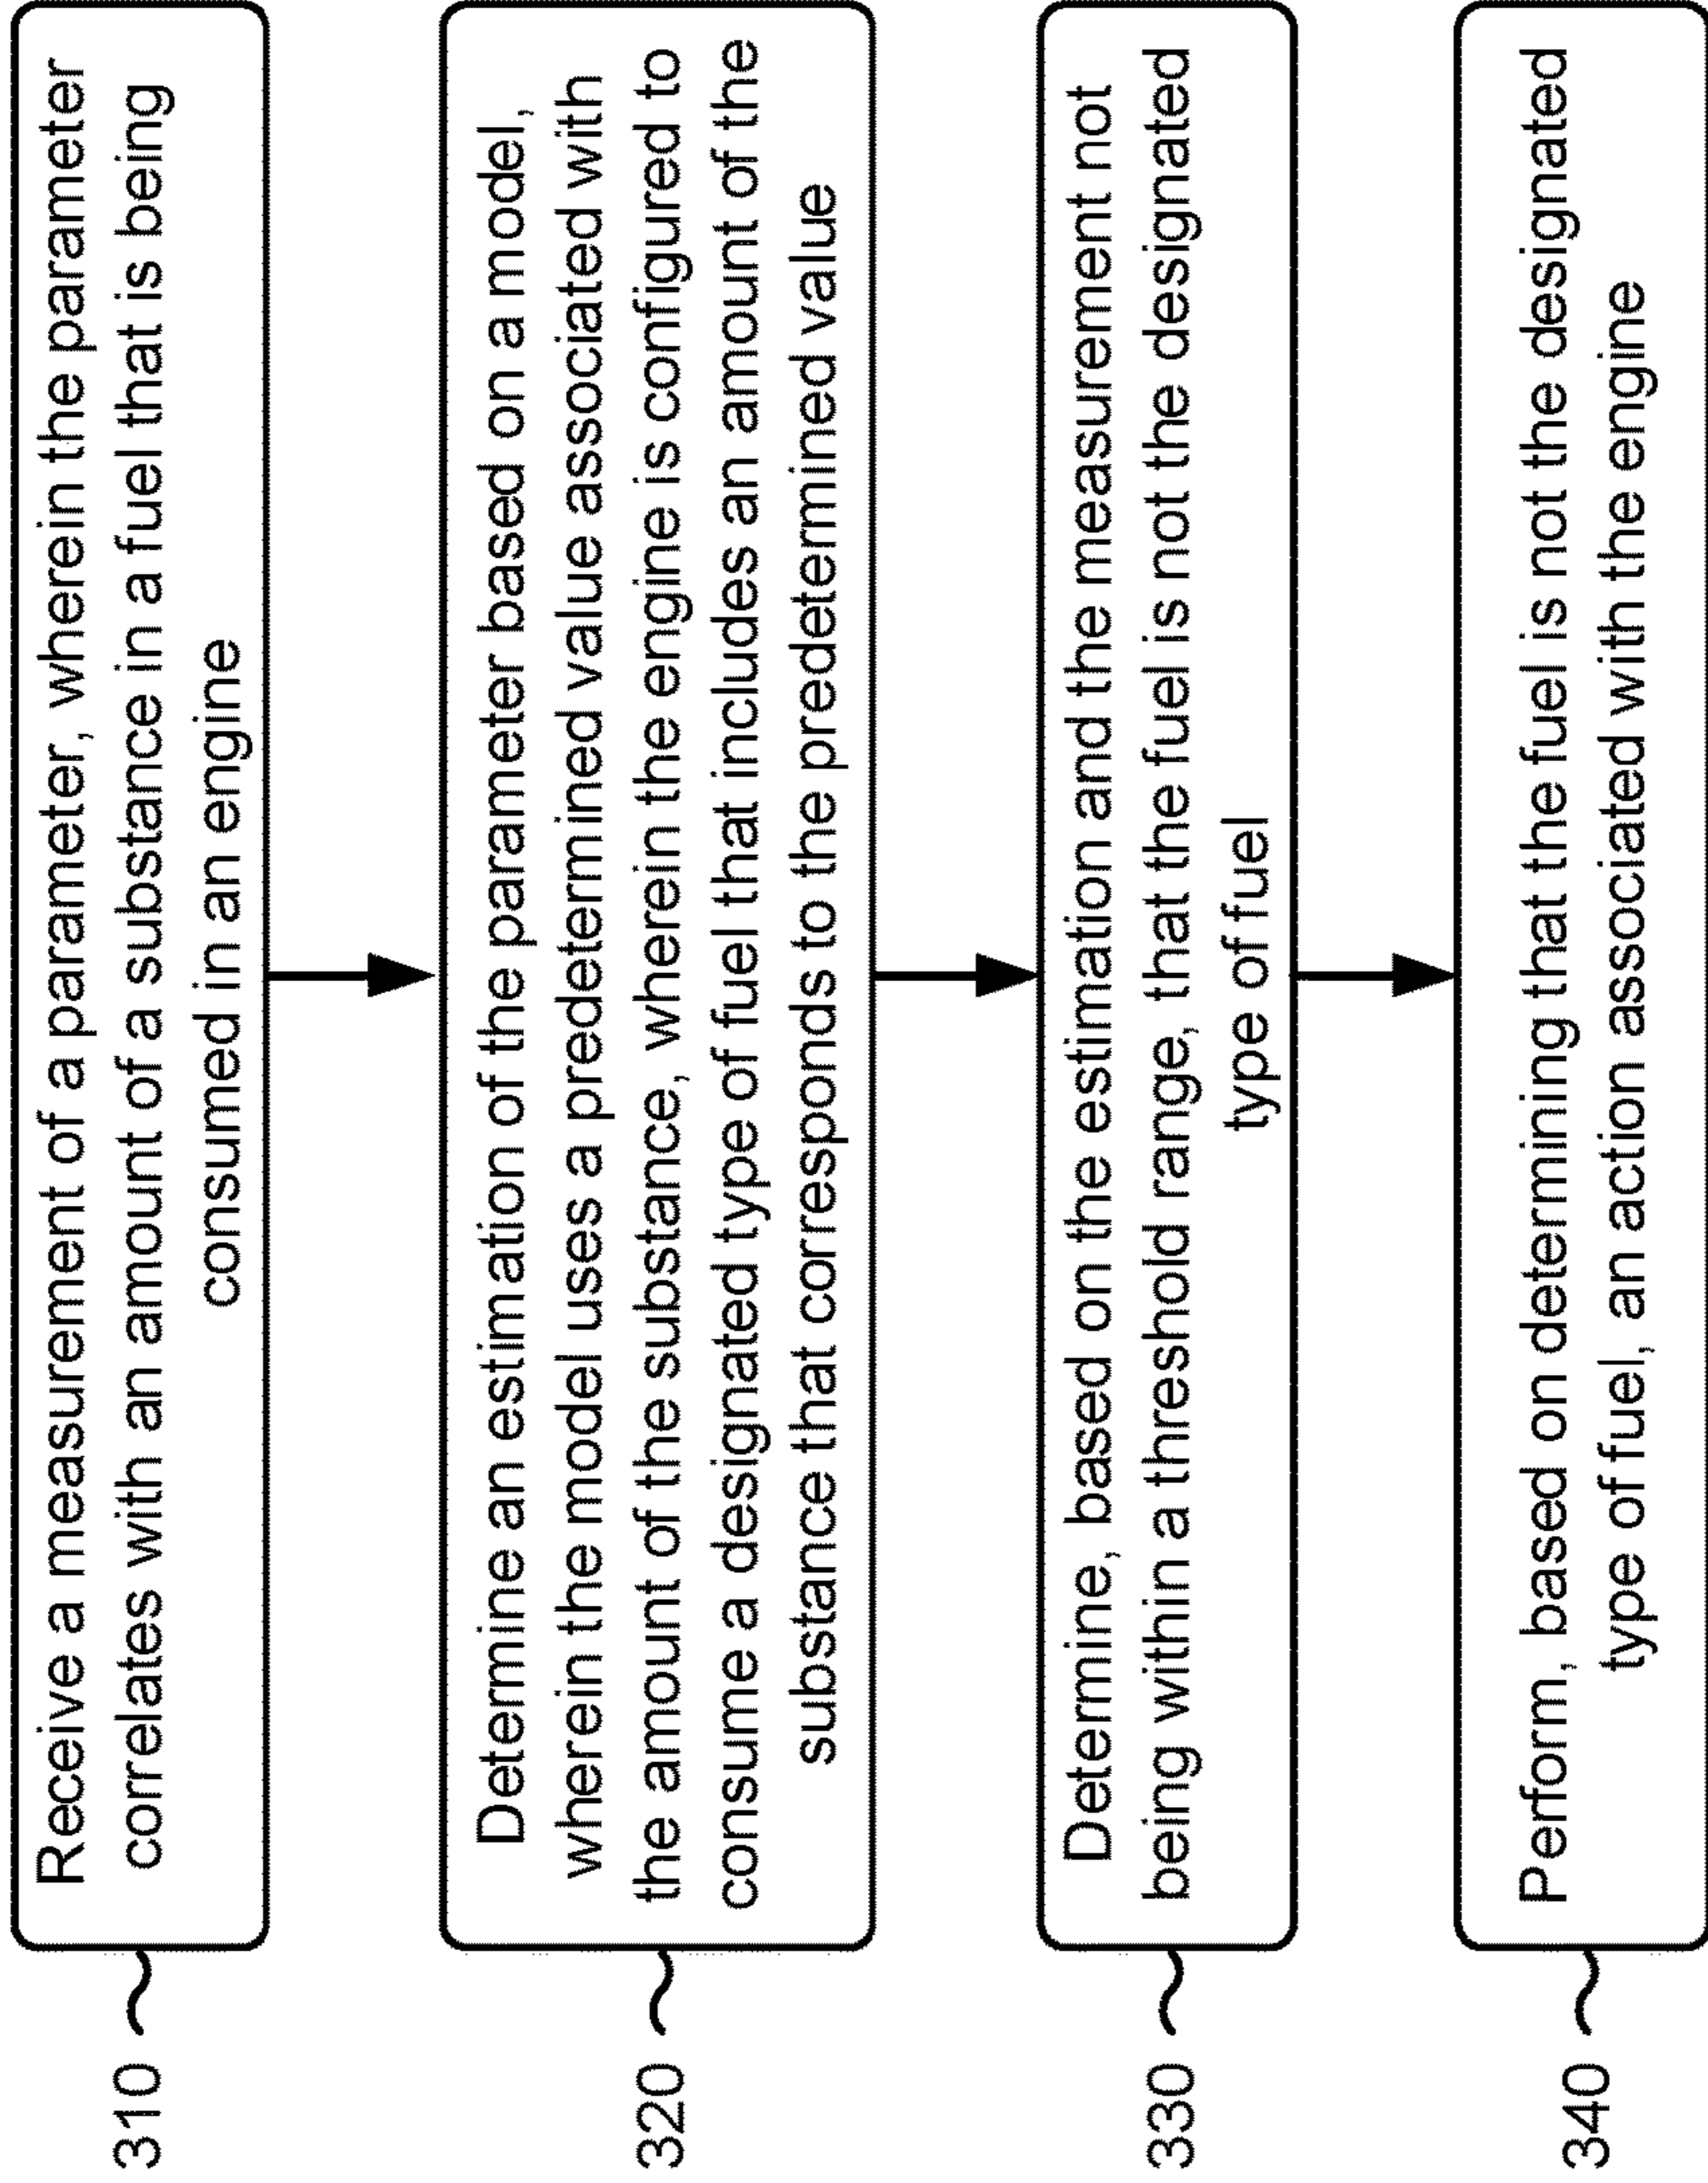 310
Receive a measurement of a parameter, wherein the parameter
correlates with an amount of a substance in a fuel that is being
consumed in an engine
320
Determine an estimation of the parameter based on a model,
wherein the model uses a predetermined value associated with
the amount of the substance, wherein the engine is configured to
consume a designated type of fuel that includes an amount of the
substance that corresponds to the predetermined value
330
Determine, based on the estimation and the measurement not
being within a threshold range, that the fuel is not the designated
type of fuel
340
Perform, based on determining that the fuel is not the designated
type of fuel, an action associated with the engine